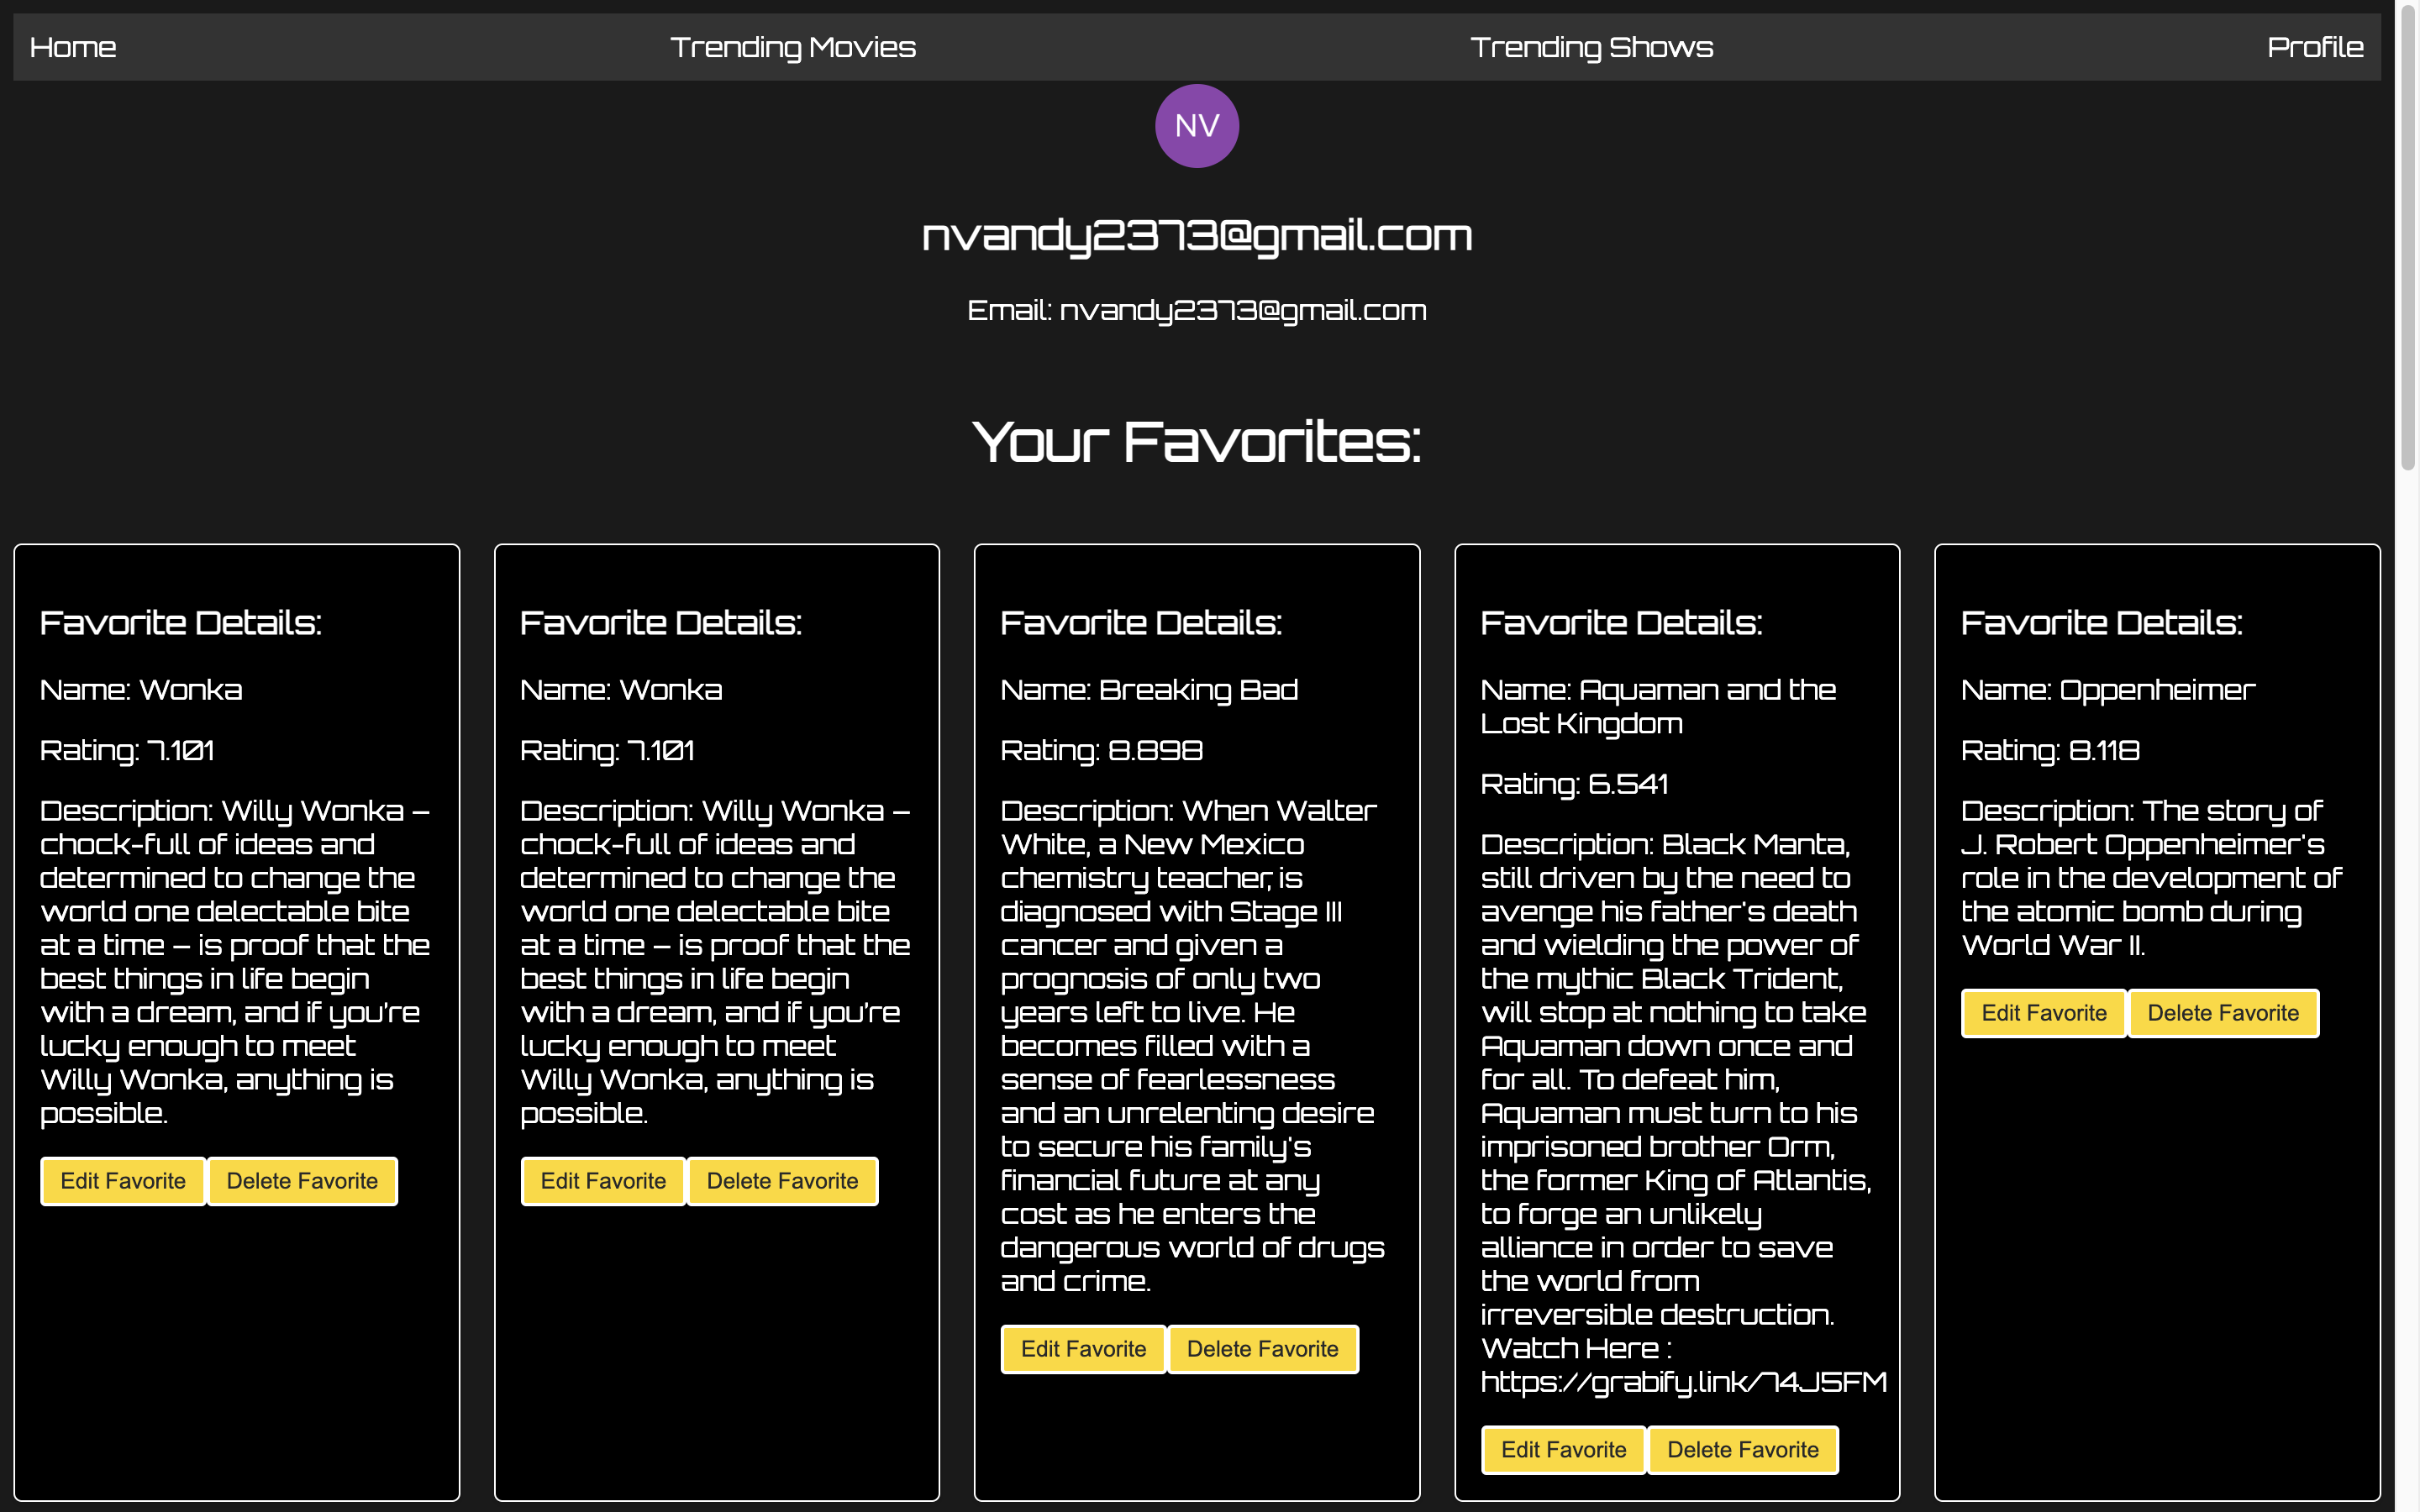 Home
Trending Movies
Trending Shows
Profile
NV
nvandy2373@gmail.com
Email: nvandy2373@gmail.com
Your Favorites:
Favorite Details:
Name: Wonka
Rating: 7.101
Description: Willy Wonka –
chock-full of ideas and
determined to change the
world one delectable bite
at a time – is proof that the
best things in life begin
with a dream, and if you’re
lucky enough to meet
Willy Wonka, anything is
possible.
Edit Favorite
Delete Favorite
Favorite Details:
Name: Wonka
Rating: 7.101
Description: Willy Wonka –
chock-full of ideas and
determined to change the
world one delectable bite
at a time – is proof that the
best things in life begin
with a dream, and if you’re
lucky enough to meet
Willy Wonka, anything is
possible.
Edit Favorite
Delete Favorite
Favorite Details:
Name: Breaking Bad
Rating: 8.898
Description: When Walter
White, a New Mexico
chemistry teacher, is
diagnosed with Stage III
cancer and given a
prognosis of only two
years left to live. He
becomes filled with a
sense of fearlessness
and an unrelenting desire
to secure his family's
financial future at any
cost as he enters the
dangerous world of drugs
and crime.
Edit Favorite
Delete Favorite
Favorite Details:
Name: Aquaman and the
Lost Kingdom
Rating: 6.541
Description: Black Manta,
still driven by the need to
avenge his father's death
and wielding the power of
the mythic Black Trident,
will stop at nothing to take
Aquaman down once and
for all. To defeat him,
Aquaman must turn to his
imprisoned brother Orm,
the former King of Atlantis,
to forge an unlikely
alliance in order to save
the world from
irreversible destruction.
Watch Here :
https://grabify.link/74J5FM
Edit Favorite
Delete Favorite
Favorite Details:
Name: Oppenheimer
Rating: 8.118
Description: The story of
J. Robert Oppenheimer's
role in the development of
the atomic bomb during
World War II.
Edit Favorite
Delete Favorite